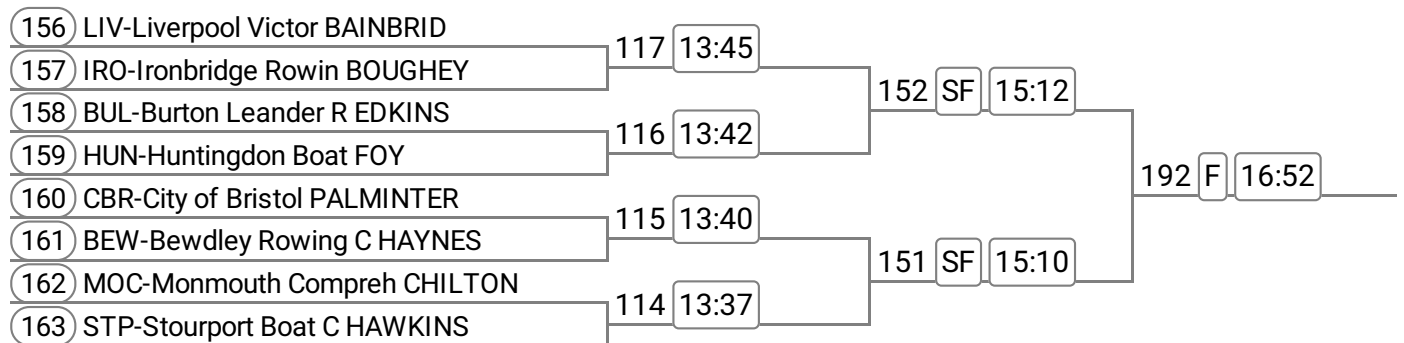 156 LIV-Liverpool Victor BAINBRID
117 13:45
157 IRO-Ironbridge Rowin BOUGHEY
152 SF 15:12
158 BUL-Burton Leander R EDKINS
116 13:42
159 HUN-Huntingdon Boat FOY
192 F 16:52
160 CBR-City of Bristol PALMINTER
115 13:40
161 BEW-Bewdley Rowing C HAYNES
151 SF 15:10
162 MOC-Monmouth Compreh CHILTON
114 13:37
163 STP-Stourport Boat C HAWKINS